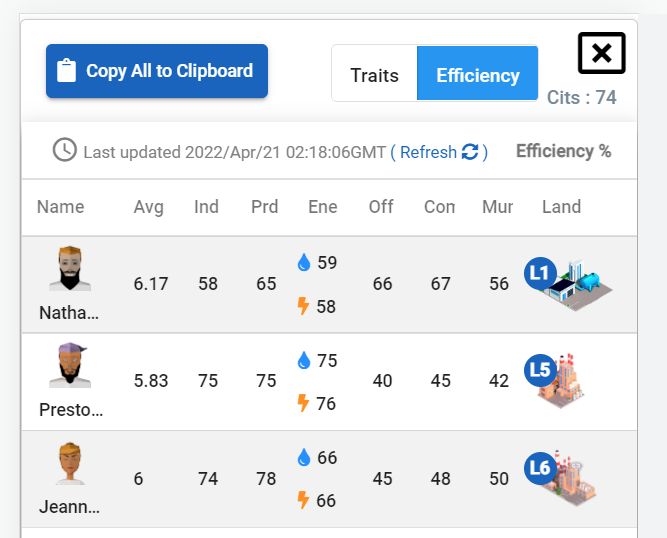 Copy All to Clipboard
Traits
Efficiency
Cits : 74
Last updated 2022/Apr/21 02:18:06GMT ( Refresh )
Efficiency %
Name Avg Ind Prd Ene Off Com Mur Land
59
6.17 58 65 66 67 56 L1
58
Natha...
75
5.83 75 75 40 45 42 L5
76
Presto...
66
6 74 78 45 48 50 L6
66
Jeann...